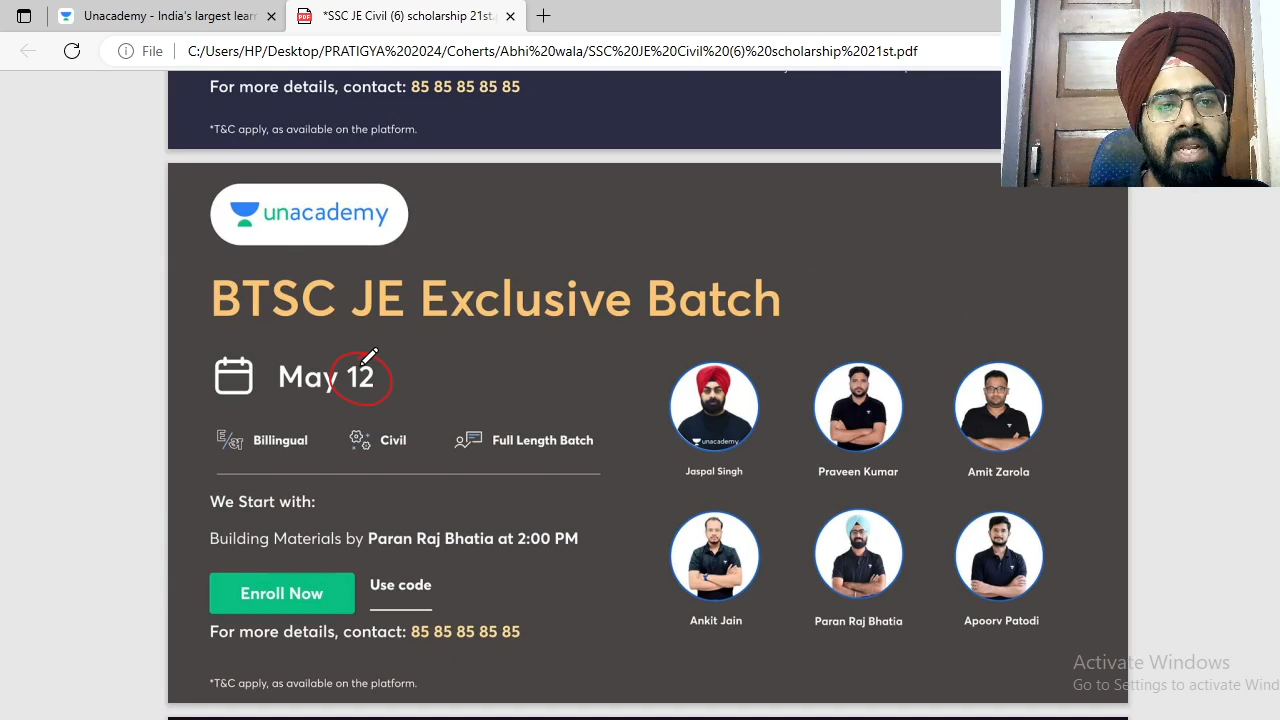 Unacademy - India's largest learn
*SSC JE Civil (6) Scholarship 21st.
File
C:/Users/HP/Desktop/PRATIGYA%202024/Coherts/Abhi%20wala/SSC%20JE%20Civil%20(6)%20scholarship%2021st.pdf
For more details, contact: 85 85 85 85 85
*T&C apply, as available on the platform.
unacademy
BTSC JE Exclusive Batch
May 12
Billingual Civil Full Length Batch
We Start with:
Building Materials by Paran Raj Bhatia at 2:00 PM
Enroll Now
Use code
For more details, contact: 85 85 85 85 85
*T&C apply, as available on the platform.
unacademy
Jaspal Singh
Praveen Kumar
Amit Zarola
Ankit Jain
Paran Raj Bhatia
Apoorv Patodi
Activate Windows
Go to Settings to activate Wind